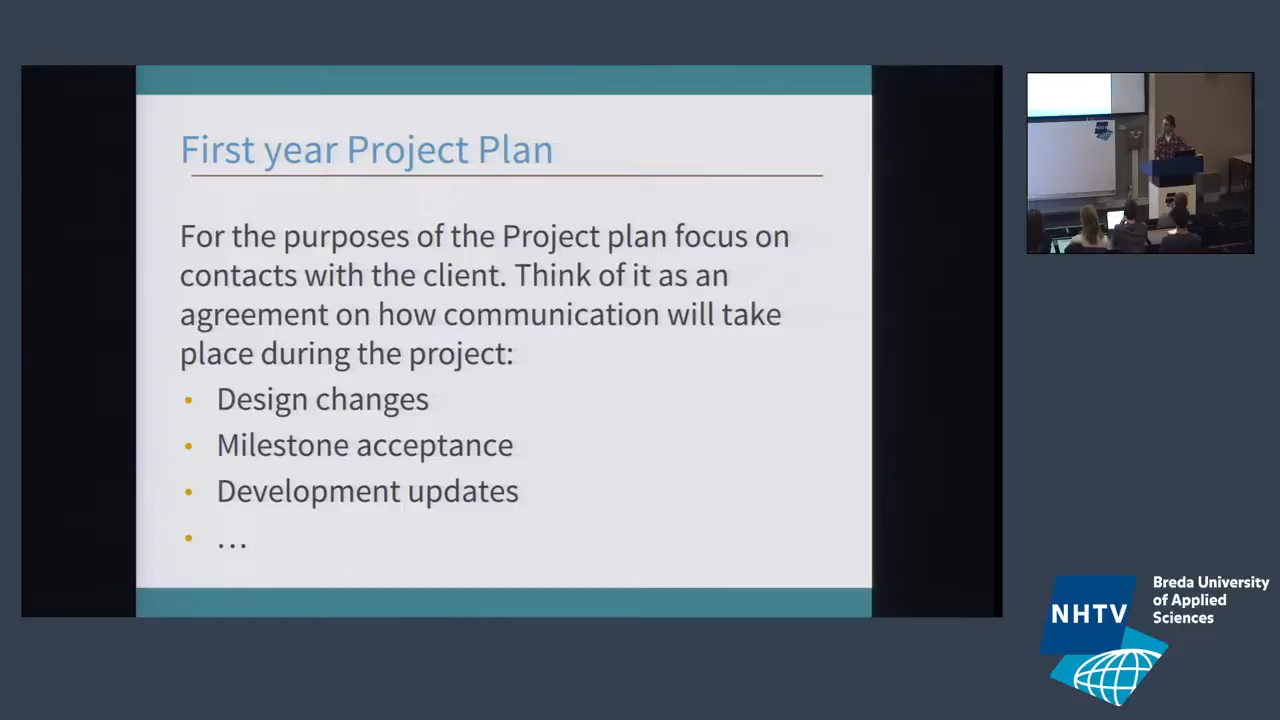 First year Project Plan
For the purposes of the Project plan focus on
contacts with the client. Think of it as an
agreement on how communication will take
place during the project:
• Design changes
• Milestone acceptance
• Development updates
• …
NHTV
Breda University
of Applied
Sciences